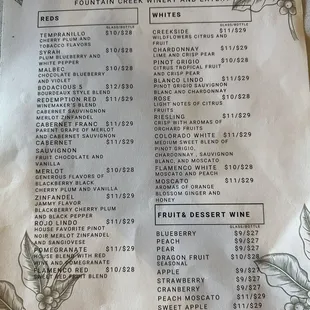 FOUNTAIN CREEK WINERY AND
REDS
GLASS/BOTTLE
TEMPRANILLO $10/$28
CHERRY PLUM AND
TOBACCO FLAVORS
SYRAH $10/$28
PLUM BLUEBERRY AND
WHITE PEPPER
MALBEC $10/$28
CHOCOLATE BLUEBERRY
AND VIOLET
BODACIOUS 5 $12/$30
BOURDEAUX STYLE BLEND
REDEMPTION RED $11/$29
WINEMAKER'S BLEND
CABERNET SAUVIGNON
MERLOT ZINFANDEL
CABERNET FRANC $11/$29
PARENT GRAPE OF MERLOT
AND CABERNET SAUVIGNON
CABERNET $11/$29
SAUVIGNON
FRUIT CHOCOLATE AND
VANILLA
MERLOT $10/$28
GENEROUS FLAVORS OF
BLACKBERRY BLACK
CHERRY PLUM AND VANILLA
ZINFANDEL $11/$29
JAMMY FLAVOR
BLACKBERRY CHERRY PLUM
AND BLACK PEPPER
ROJO LINDO $11/$29
HOUSE FAVORITE PINOT
NOIR MERLOT ZINFANDEL
AND SANGIOVESE
POMEGRANATE $11/$29
HOUSE BLEND WITH RED
WINE AND POMEGRANATE
FLAMENCO RED $10/$28
SWEET RED FRUIT BLEND
WHITES
GLASS/BOTTLE
CREEKSIDE $11/$29
WILDFLOWERS CITRUS AND
FRUIT
CHARDONNAY $11/$29
LIME AND CRISP PEAR
PINOT GRIGIO $10/$28
CITRUS TROPICAL FRUIT
AND CRISP PEAR
BLANCO LINDO $11/$29
PINOT GRIGIO SAUVIGNON
BLANC AND CHARDONNAY
ROSE $10/$28
LIGHT NOTES OF CITRUS
FRUITS
RIESLING $11/$29
CRISP WITH AROMAS OF
ORCHARD FRUITS
COLORADO WHITE $11/$29
MEDIUM SWEET BLEND OF
PINOT GRIGIO,
CHARDONNAY, SAUVIGNON
BLANC, AND MOSCATO
FLAMENCO WHITE $10/$28
MOSCATO AND PEACH
MOSCATO $11/$29
AROMAS OF ORANGE
BLOSSOM GINGER AND
HONEY
FRUIT & DESSERT WINE
GLASS/BOTTLE
BLUEBERRY $9/$27
PEACH $9/$27
PEAR $9/$27
DRAGON FRUIT $10/$28
SEASONAL
APPLE $9/$27
STRAWBERRY $9/$27
CRANBERRY $9/$27
PEACH MOSCATO $11/$29
SWEET APPLE $11/$29